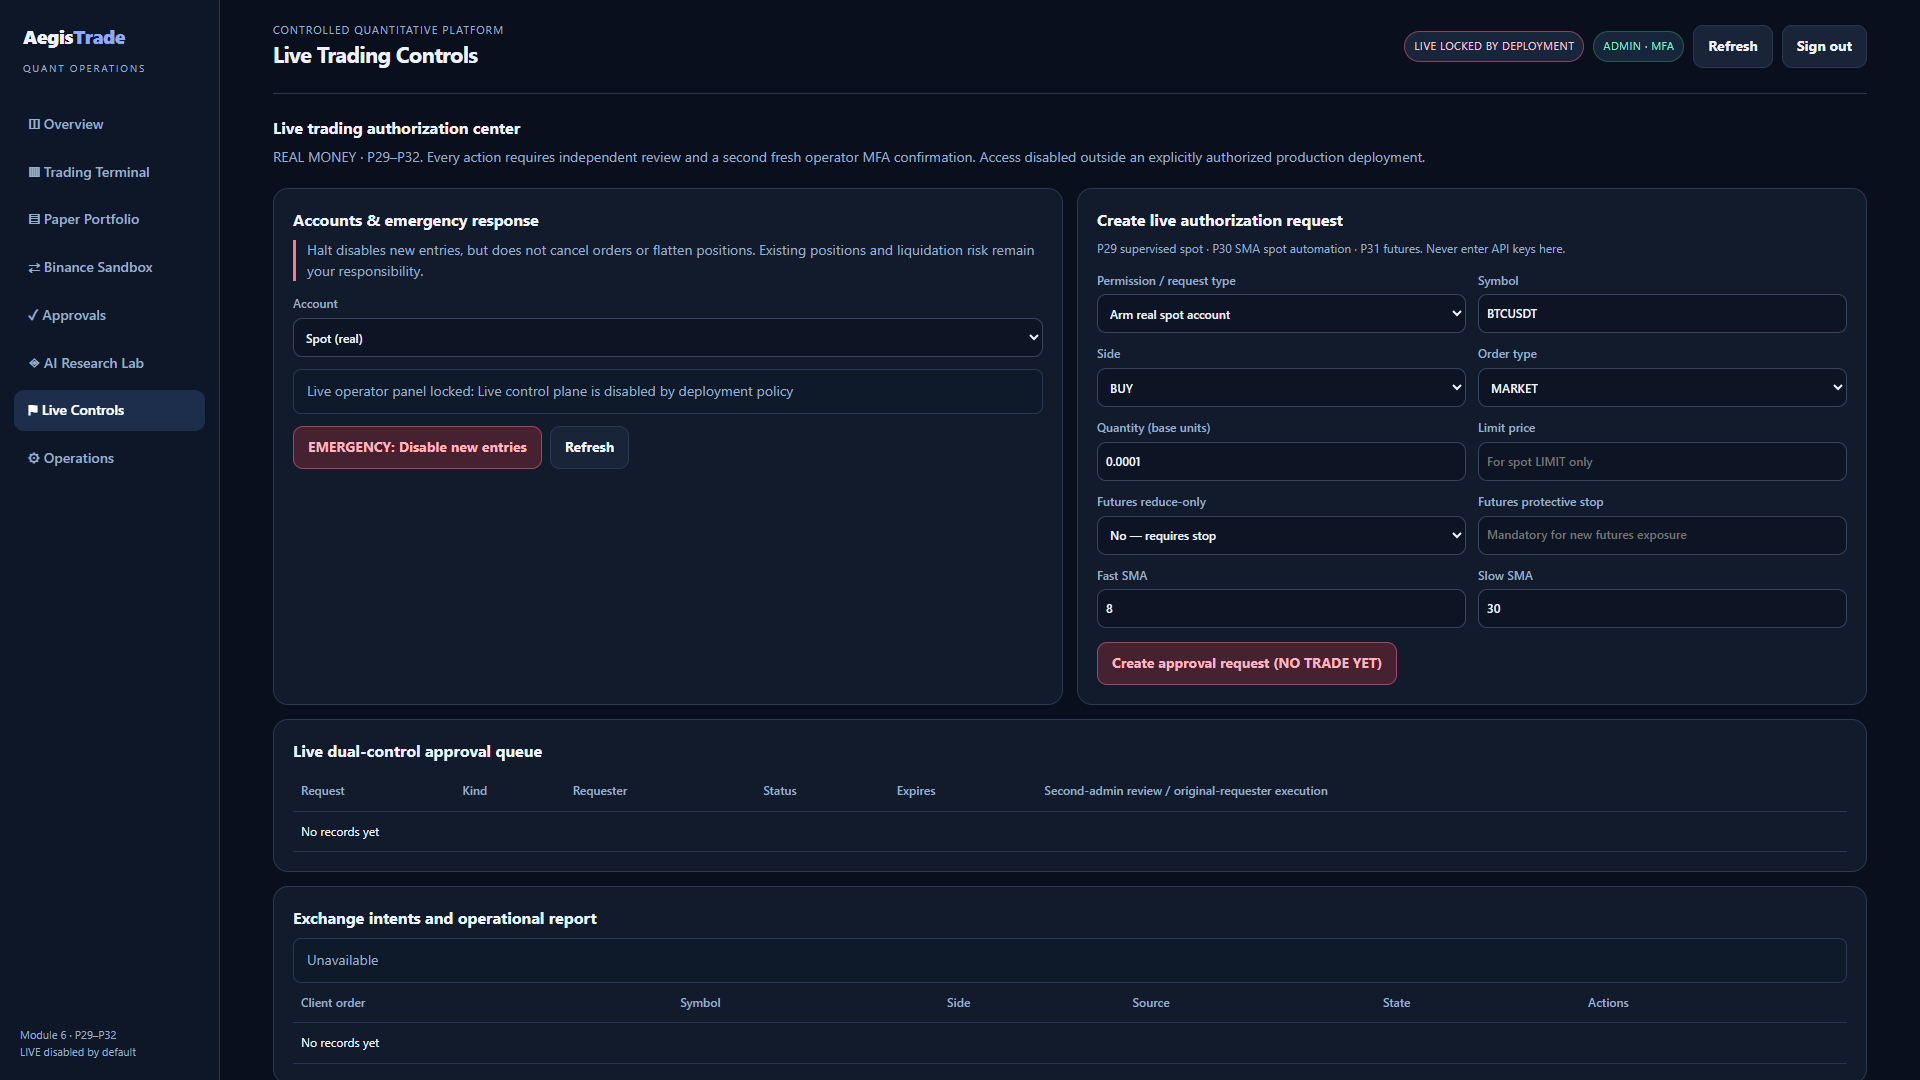 AegisTrade
QUANT OPERATIONS
Overview
Trading Terminal
Paper Portfolio
Binance Sandbox
Approvals
AI Research Lab
Live Controls
Operations
Module 6 · P29–P32
LIVE disabled by default
CONTROLLED QUANTITATIVE PLATFORM
Live Trading Controls
LIVE LOCKED BY DEPLOYMENT
ADMIN · MFA
Refresh
Sign out
Live trading authorization center
REAL MONEY · P29–P32. Every action requires independent review and a second fresh operator MFA confirmation. Access disabled outside an explicitly authorized production deployment.
Accounts & emergency response
Halt disables new entries, but does not cancel orders or flatten positions. Existing positions and liquidation risk remain
your responsibility.
Account
Spot (real)
Live operator panel locked: Live control plane is disabled by deployment policy
EMERGENCY: Disable new entries
Refresh
Create live authorization request
P29 supervised spot · P30 SMA spot automation · P31 futures. Never enter API keys here.
Permission / request type
Symbol
Arm real spot account
BTCUSDT
Side
Order type
BUY
MARKET
Quantity (base units)
Limit price
0.0001
For spot LIMIT only
Futures reduce-only
Futures protective stop
No — requires stop
Mandatory for new futures exposure
Fast SMA
Slow SMA
8
30
Create approval request (NO TRADE YET)
Live dual-control approval queue
Request Kind Requester Status Expires Second-admin review / original-requester execution
No records yet
Exchange intents and operational report
Unavailable
Client order Symbol Side Source State Actions
No records yet